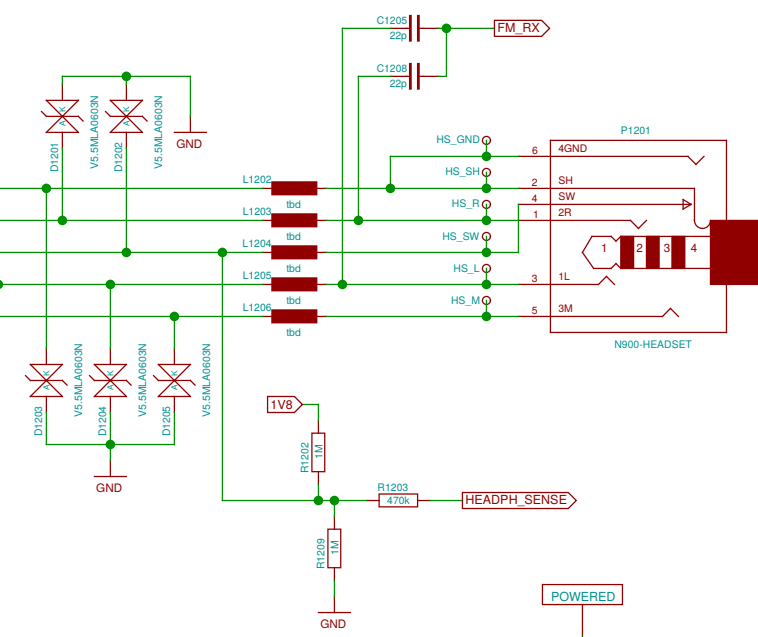 C1205
22p
FM_RX
C1208
22p
A K
D1201
V5.5MLA0603N
A K
D1202
V5.5MLA0603N
GND
HS_GND
HS_SH
HS_R
HS_SW
HS_L
HS_M
P1201
6 4GND
2 SH
4 SW
1 2R
3 1L
5 3M
1 2 3 4
N900-HEADSET
L1202
tbd
L1203
tbd
L1204
tbd
L1205
tbd
L1206
tbd
A K
D1203
V5.5MLA0603N
A K
D1204
V5.5MLA0603N
A K
D1205
V5.5MLA0603N
GND
1V8
R1202
1M
R1203
470k
HEADPH_SENSE
R1209
1M
GND
POWERED